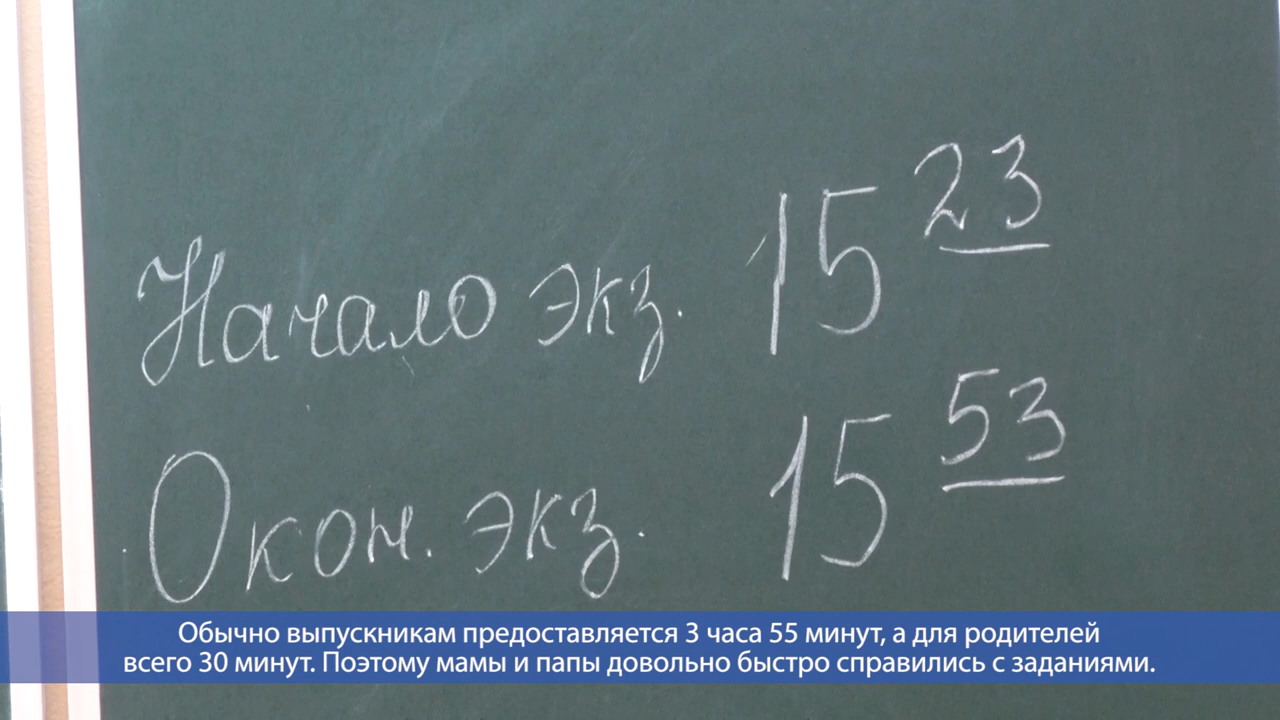 Начало экз. 15 23
Окон. экз. 15 53
Обычно выпускникам предоставляется 3 часа 55 минут, а для родителей
всего 30 минут. Поэтому мамы и папы довольно быстро справились с заданиями.